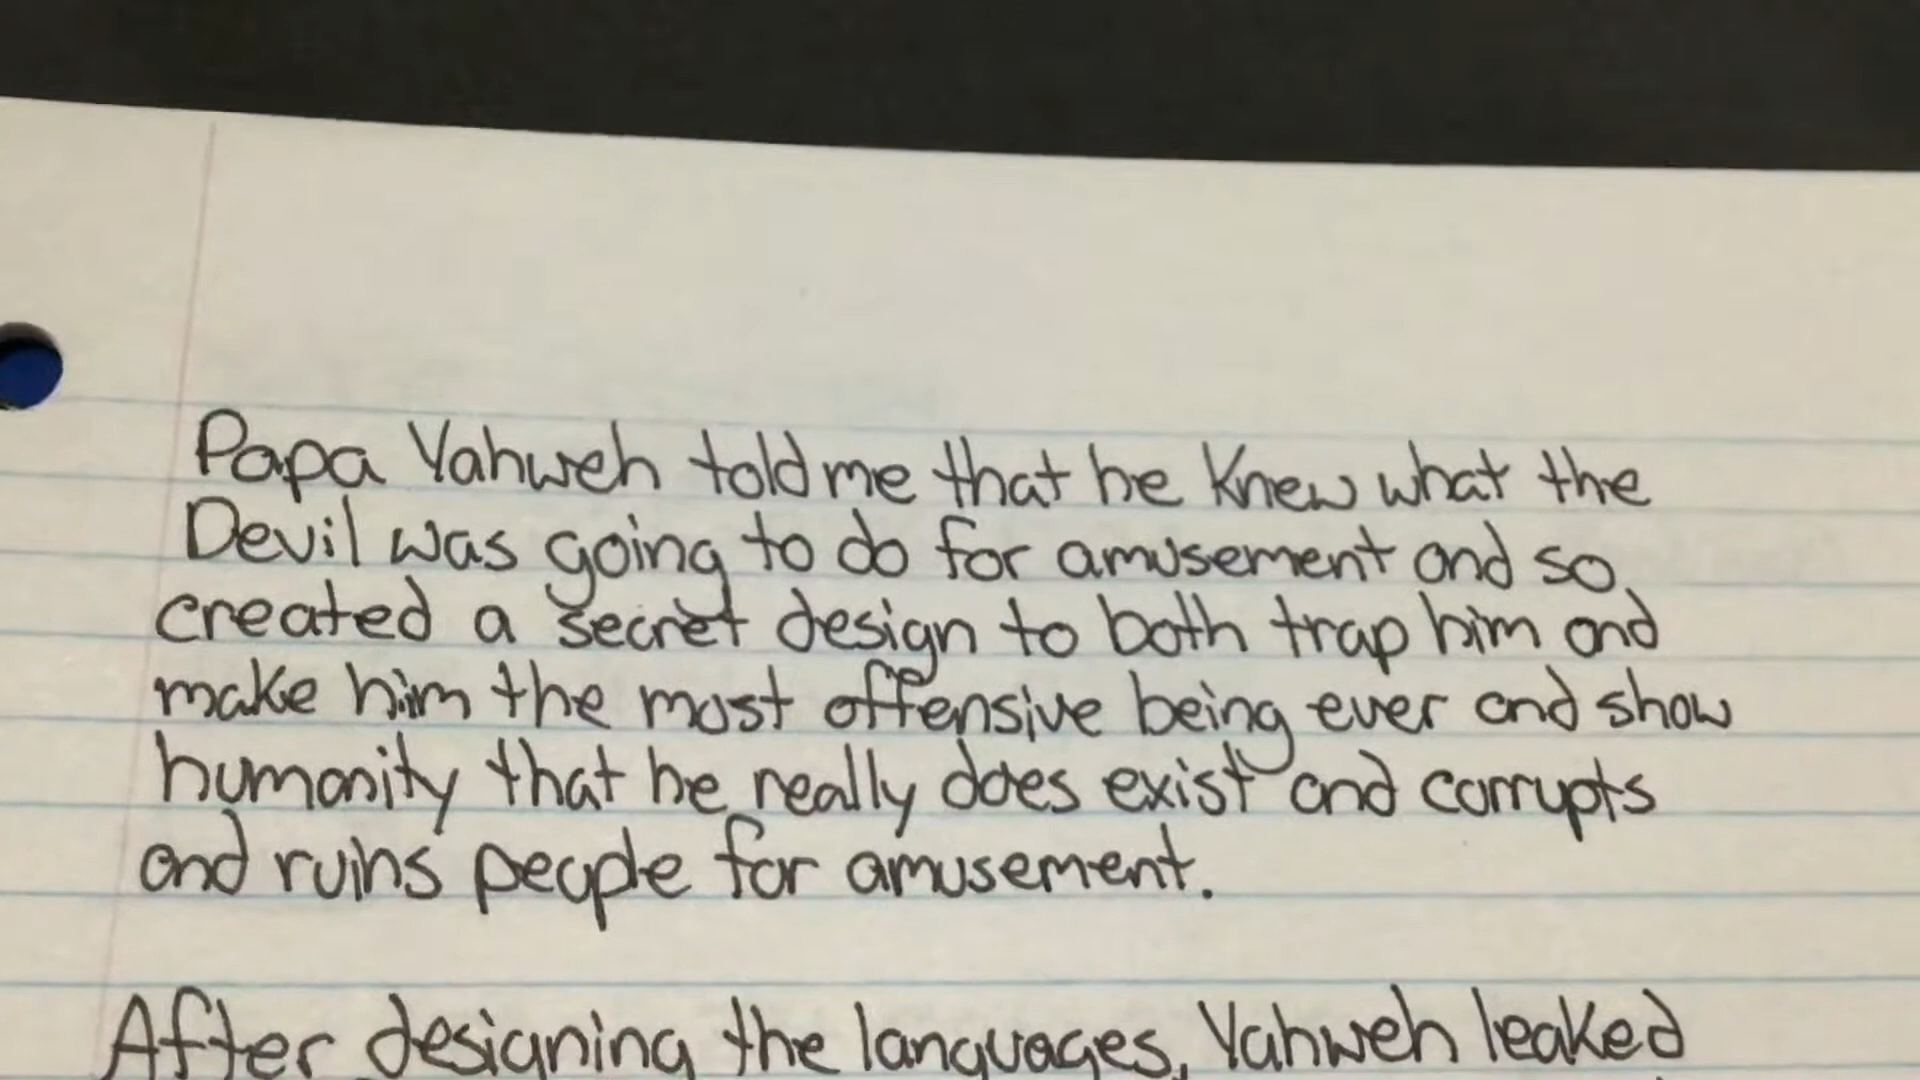 Papa Yahweh told me that he knew what the
Devil was going to do for amusement and so
created a secret design to both trap him and
make him the most offensive being ever and show
humanity that he really does exist and corrupts
and ruins people for amusement.
After designing the languages, Yahweh leaked